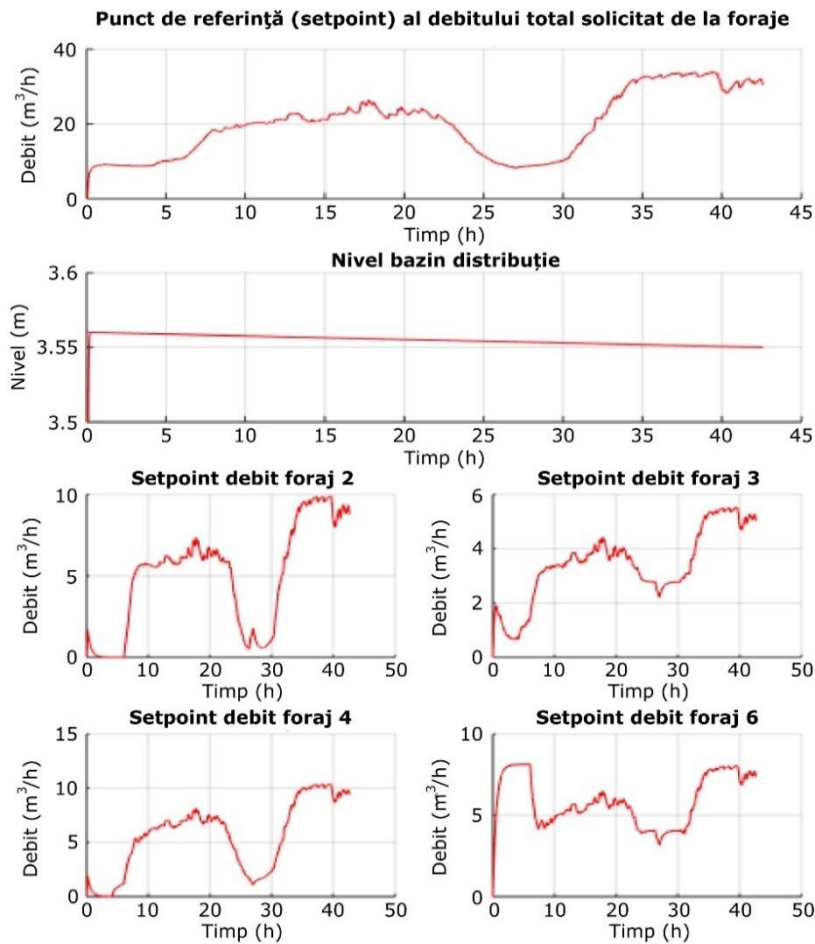 Punct de referinţă (setpoint) al debitului total solicitat de la foraje
40
20
0
Debit (m³/h)
0 5 10 15 20 25 30 35 40 45
Timp (h)
Nivel bazin distribuție
3.6
3.55
3.5
Nivel (m)
0 5 10 15 20 25 30 35 40 45
Timp (h)
Setpoint debit foraj 2
10
5
0
Debit (m³/h)
0 10 20 30 40 50
Timp (h)
Setpoint debit foraj 3
6
4
2
0
Debit (m³/h)
0 10 20 30 40 50
Timp (h)
Setpoint debit foraj 4
15
10
5
0
Debit (m³/h)
0 10 20 30 40 50
Timp (h)
Setpoint debit foraj 6
10
5
0
Debit (m³/h)
0 10 20 30 40 50
Timp (h)